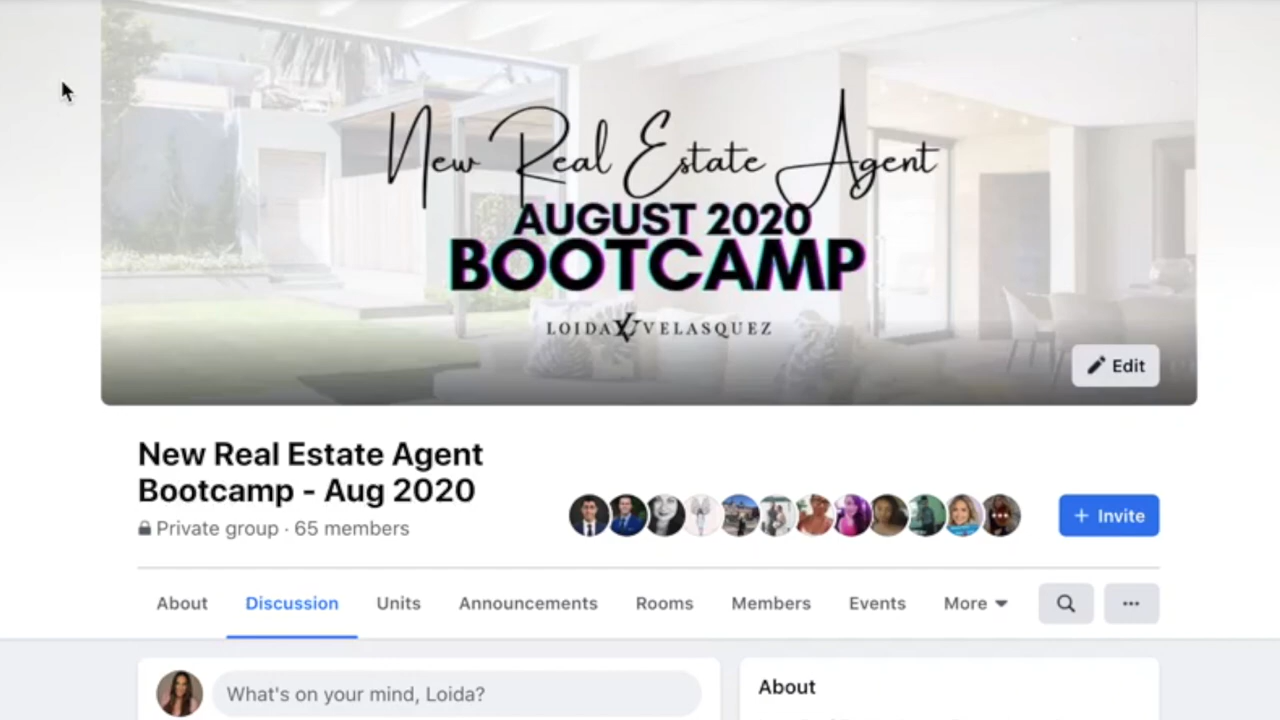 New Real Estate Agent
AUGUST 2020
BOOTCAMP
LOIDA VELASQUEZ
Edit
New Real Estate Agent
Bootcamp - Aug 2020
Private group · 65 members
+ Invite
About Discussion Units Announcements Rooms Members Events More
What's on your mind, Loida?
About